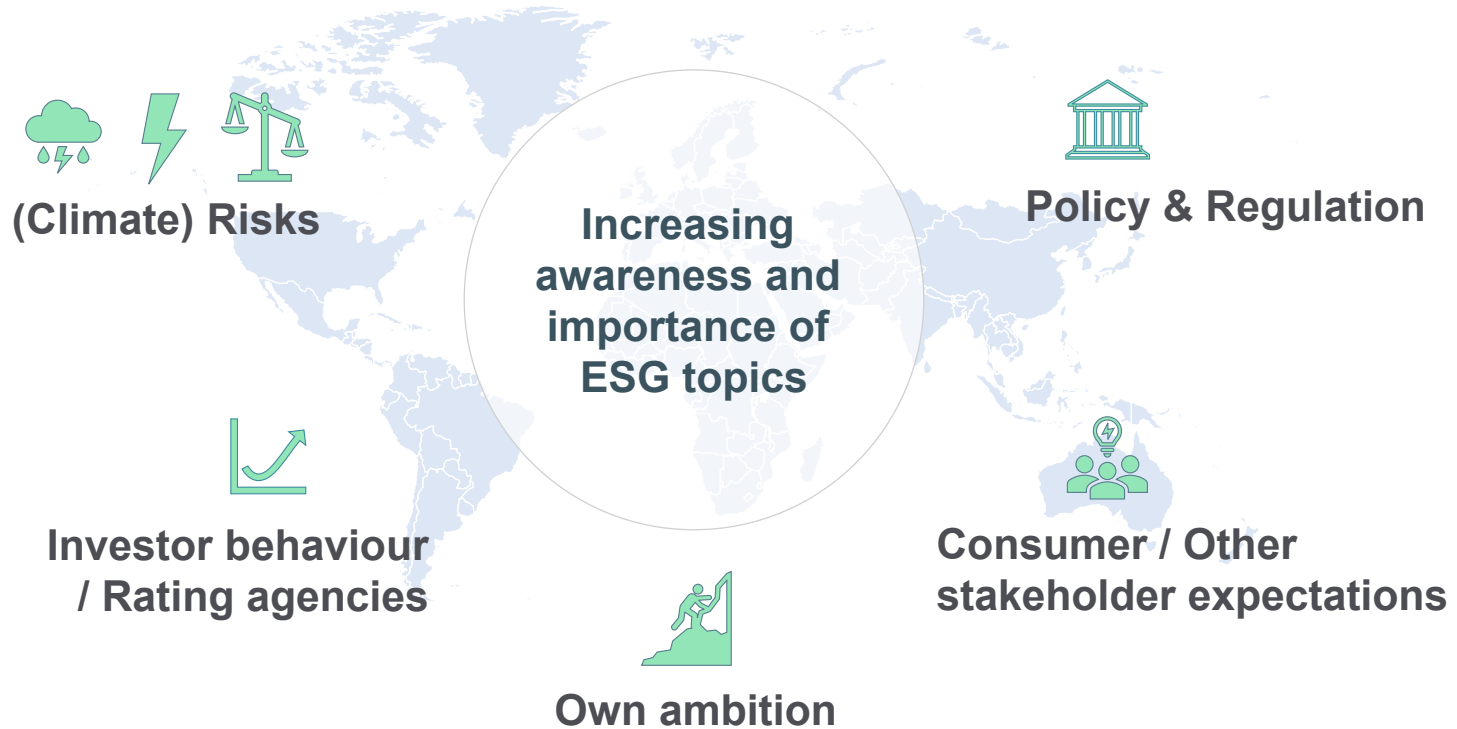 (Climate) Risks
Policy & Regulation
Increasing
awareness and
importance of
ESG topics
Investor behaviour
/ Rating agencies
Consumer / Other
stakeholder expectations
Own ambition